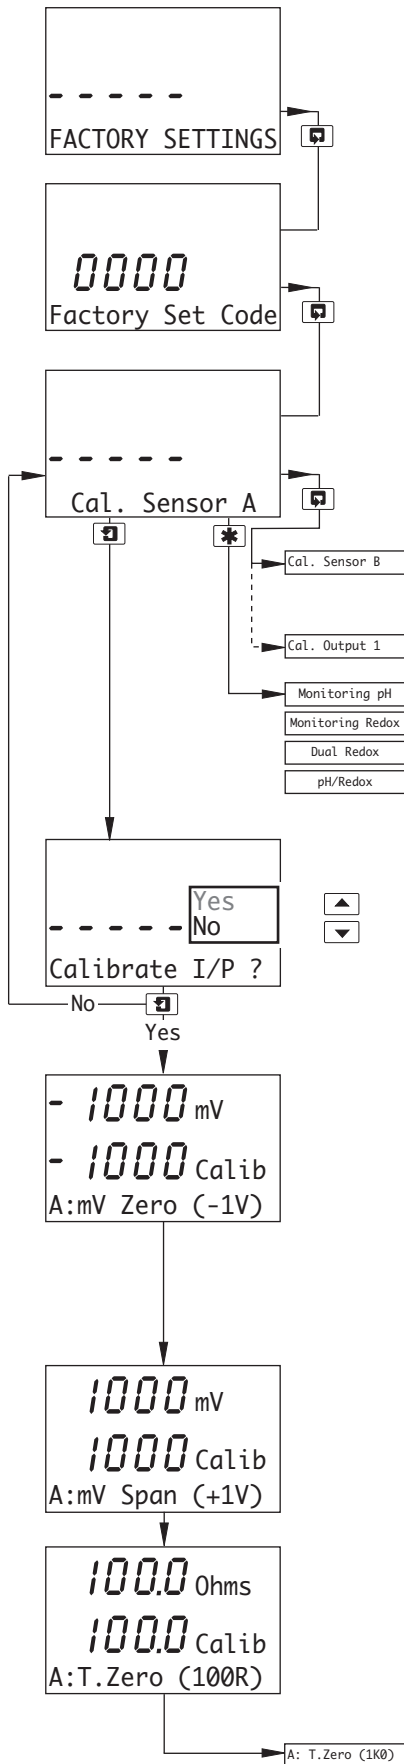 - - - - -
FACTORY SETTINGS
0000
Factory Set Code
- - - - -
Cal. Sensor A
Cal. Sensor B
Cal. Output 1
Monitoring pH
Monitoring Redox
Dual Redox
pH/Redox
Yes
- - - - - No
Calibrate I/P ?
No
Yes
- 1000 mV
- 1000 Calib
A:mV Zero (-1V)
1000 mV
1000 Calib
A:mV Span (+1V)
100.0 Ohms
100.0 Calib
A:T.Zero (100R)
A: T.Zero (1K0)